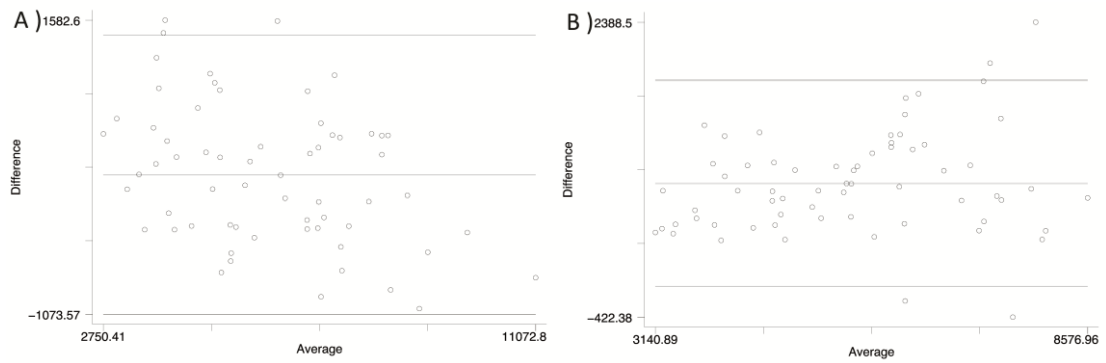 A )
1582.6
Difference
−1073.57
2750.41
11072.8
Average
B )
2388.5
Difference
−422.38
3140.89
8576.96
Average